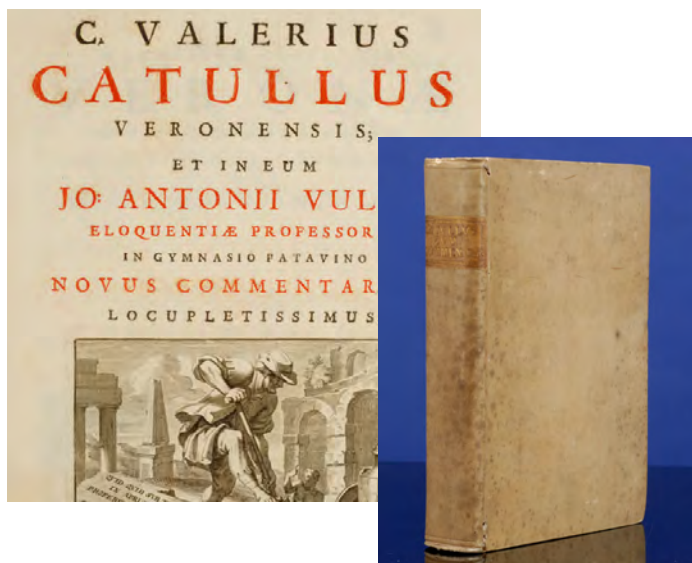 C. VALERIUS
CATULLUS
VERONENSIS;
ET IN EUM
JO: ANTONII VUL
ELOQUENTIÆ PROFESSOR
IN GYMNASIO PATAVINO
NOVUS COMMENTAR
LOCUPLETISSIMUS